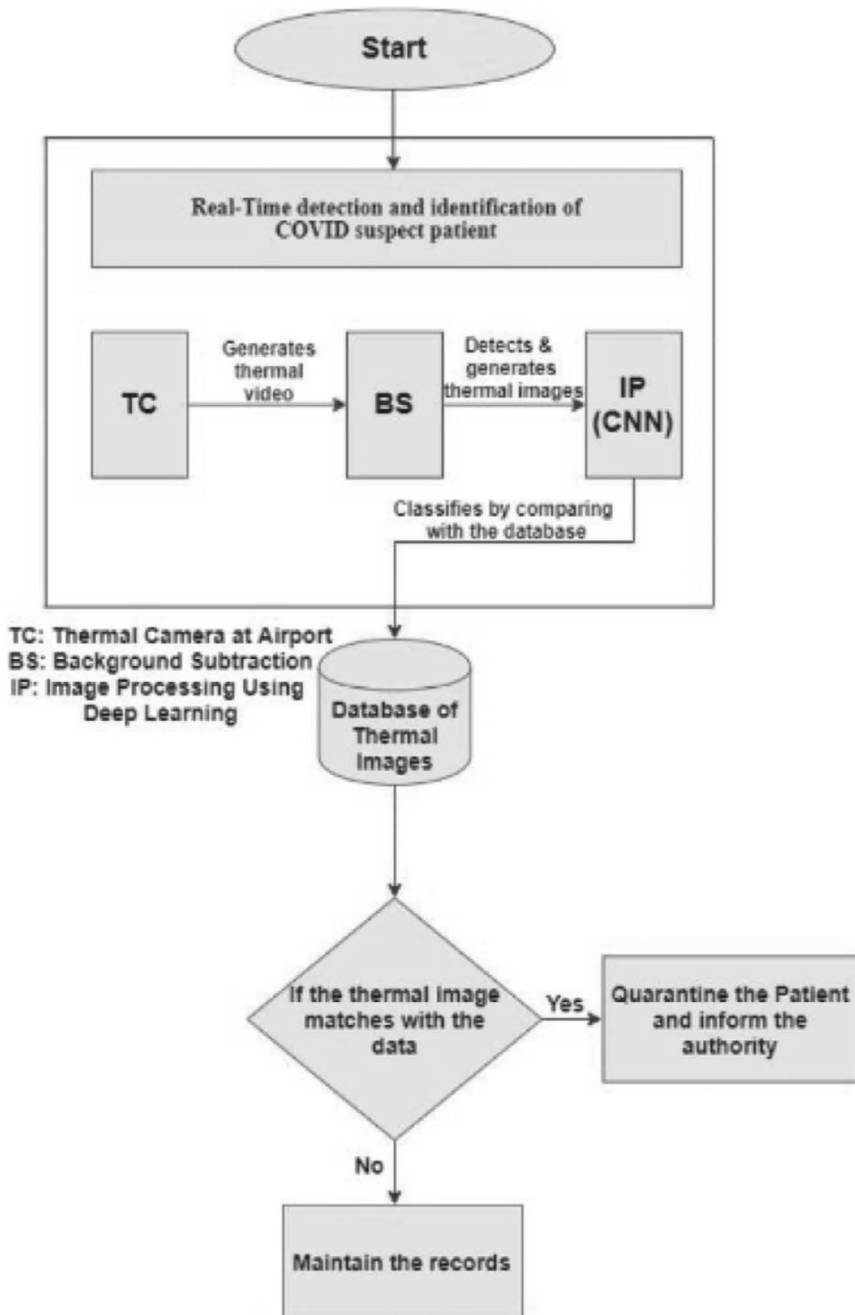 Start
Real-Time detection and identification of
COVID suspect patient
TC
Generates
thermal
video
BS
Detects &
generates
thermal images
IP
(CNN)
Classifies by comparing
with the database
TC: Thermal Camera at Airport
BS: Background Subtraction
IP: Image Processing Using
Deep Learning
Database of
Thermal
Images
If the thermal image
matches with the
data
Yes
Quarantine the Patient
and inform the
authority
No
Maintain the records